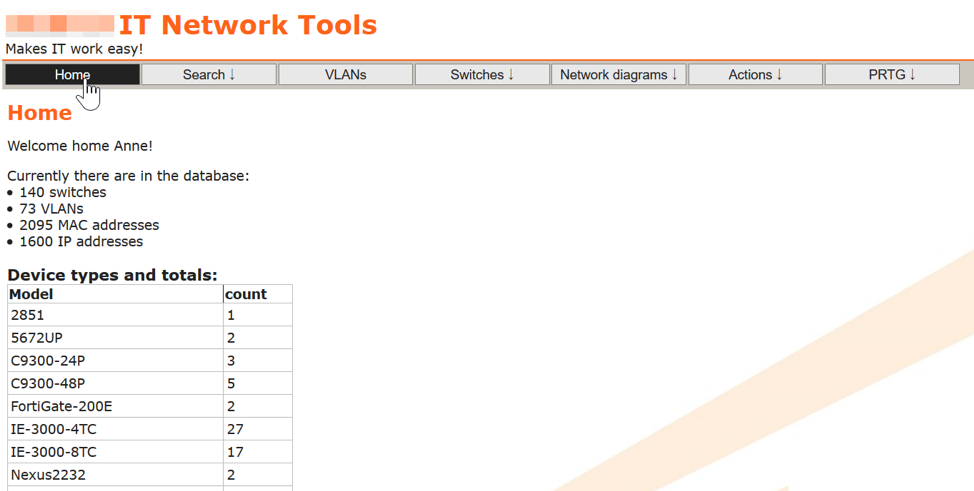 IT Network Tools
Makes IT work easy!
Home Search ↓ VLANs Switches ↓ Network diagrams ↓ Actions ↓ PRTG ↓
Home
Welcome home Anne!
Currently there are in the database:
• 140 switches
• 73 VLANs
• 2095 MAC addresses
• 1600 IP addresses
Device types and totals:
Model count
2851 1
5672UP 2
C9300-24P 3
C9300-48P 5
FortiGate-200E 2
IE-3000-4TC 27
IE-3000-8TC 17
Nexus2232 2